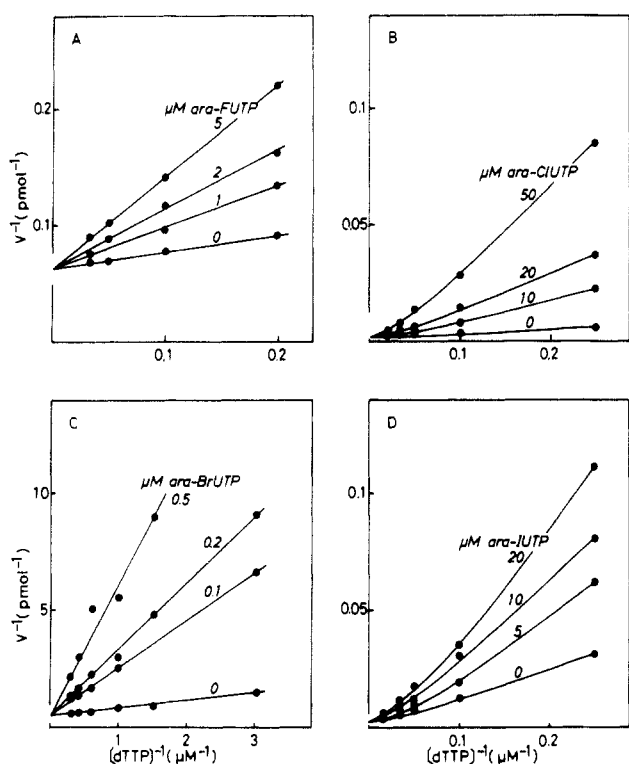 A
µM ara-FUTP
5
2
1
0
0.2
0.1
V⁻¹ (pmol⁻¹)
0.1
0.2
B
µM ara-ClUTP
50
20
10
0
0.1
0.05
0.1
0.2
C
µM ara-BrUTP
0.5
0.2
0.1
0
10
5
V⁻¹ (pmol⁻¹)
1
2
3
[dTTP]⁻¹ (µM⁻¹)
D
µM ara-IUTP
20
10
5
0
0.1
0.05
0.1
0.2
[dTTP]⁻¹ (µM⁻¹)